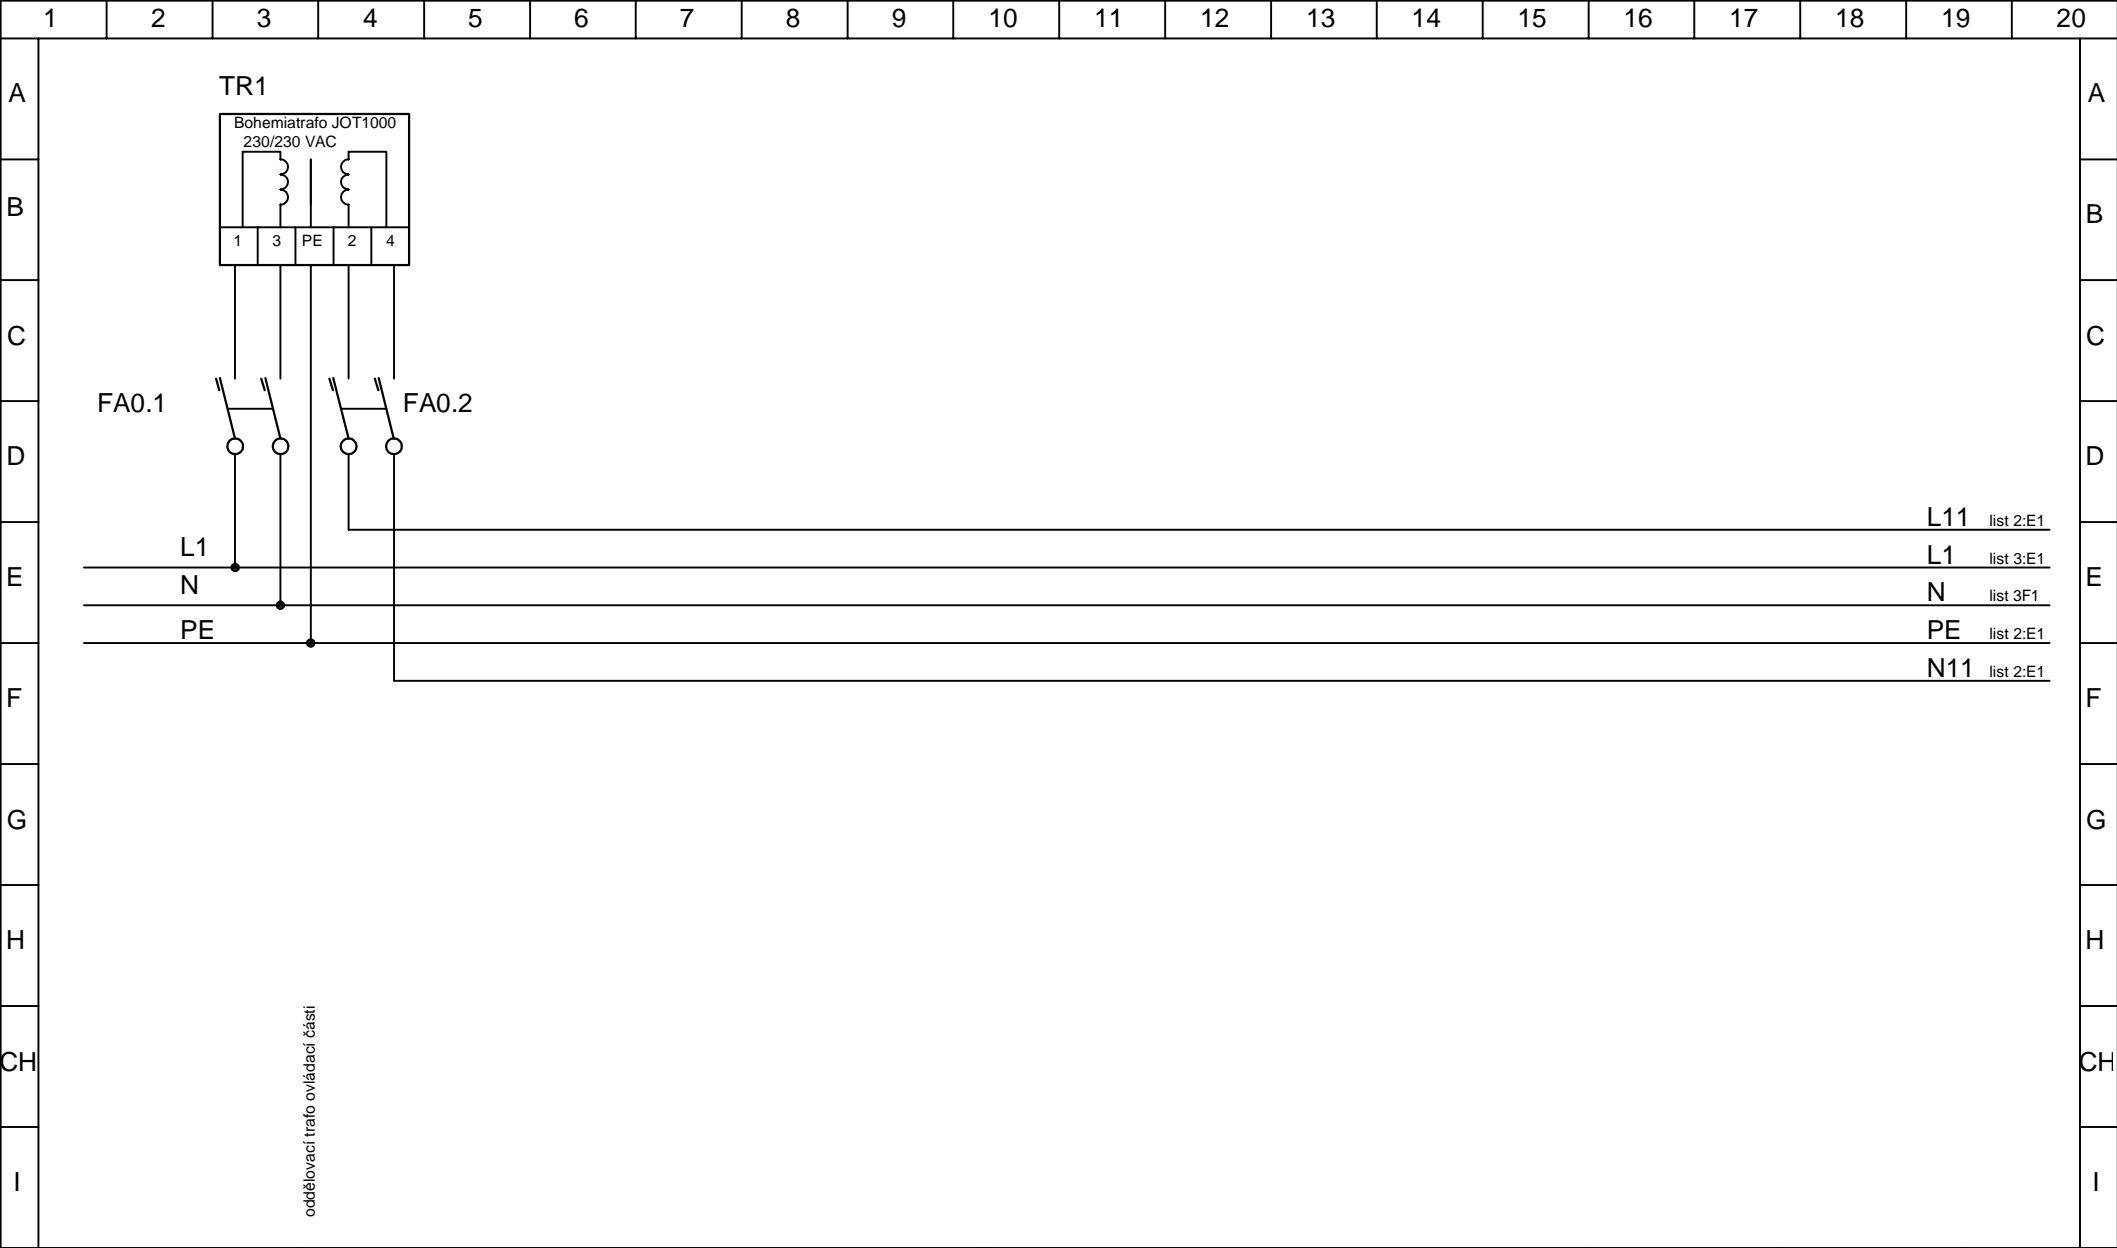 1 2 3 4 5 6 7 8 9 10 11 12 13 14 15 16 17 18 19 20
A A
TR1
Bohemiatrafo JOT1000
230/230 VAC
B B
1 3 PE 2 4
C C
FA0.1 FA0.2
D D
L11 list 2:E1
L1 L1 list 3:E1
E E
N N list 3F1
PE PE list 2:E1
N11 list 2:E1
F F
G G
H H
CH CH
oddělovací trafo ovládací části
I I